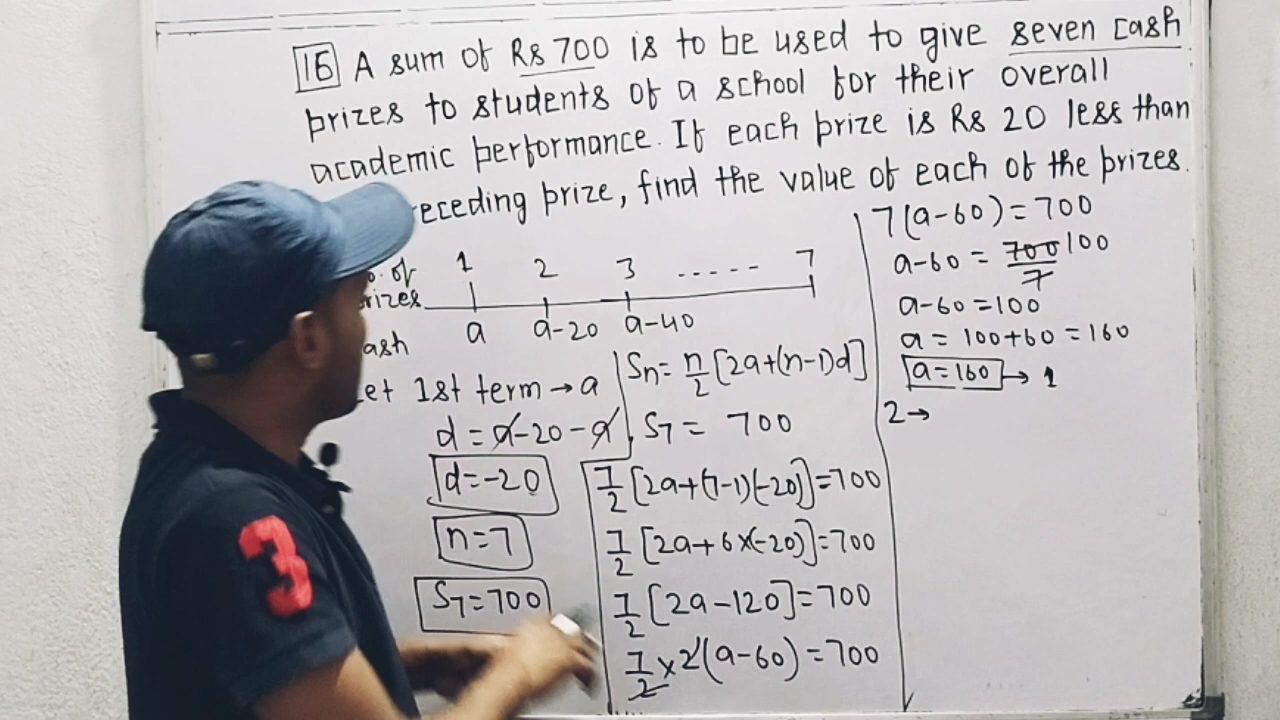 16 A sum of Rs 700 is to be used to give seven cash
prizes to students of a school for their overall
academic performance. If each prize is Rs 20 less than
eceding prize, find the value of each of the prizes.
o. of 1 2 3 ----- 7
rizes
ash a a-20 a-40
et 1st term → a
d = a-20-a
d=-20
n=7
S7=700
Sn= n/2 [2a+(n-1)d]
S7 = 700
7/2 [2a+(7-1)(-20)]=700
7/2 [2a+6×(-20)]=700
7/2 [2a-120]=700
7/2 × 2(a-60)=700
7(a-60)=700
a-60 = 700/7 100
a-60=100
a= 100+60=160
a=160 → 1
2→
3